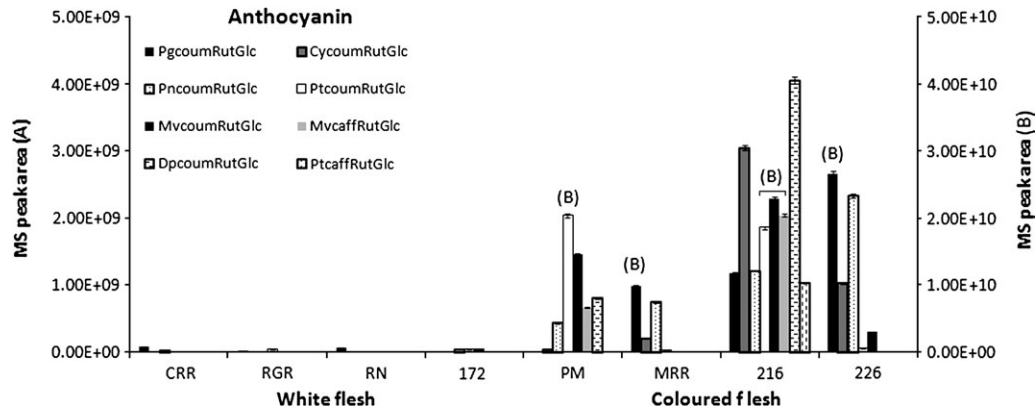 Anthocyanin
PgcoumRutGlc CycoumRutGlc
PncoumRutGlc PtcoumRutGlc
MvcoumRutGlc MvcaffRutGlc
DpcoumRutGlc PtcaffRutGlc
MS peakarea (A)
5.00E+09
4.00E+09
3.00E+09
2.00E+09
1.00E+09
0.00E+00
(B)
(B)
(B)
(B)
5.00E+10
4.00E+10
3.00E+10
2.00E+10
1.00E+10
0.00E+00
MS peakarea (B)
CRR RGR RN 172 PM MRR 216 226
White flesh Coloured f lesh